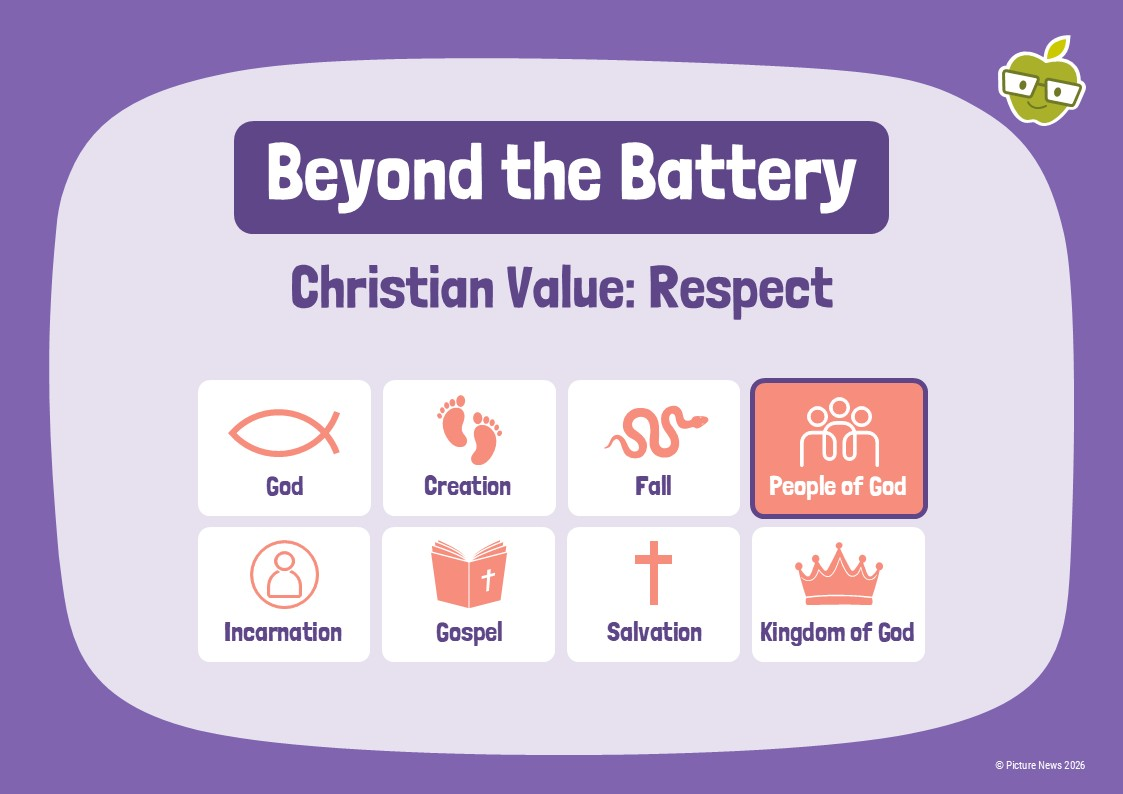 Beyond the Battery
Christian Value: Respect
God
Creation
Fall
People of God
Incarnation
Gospel
Salvation
Kingdom of God
© Picture News 2026